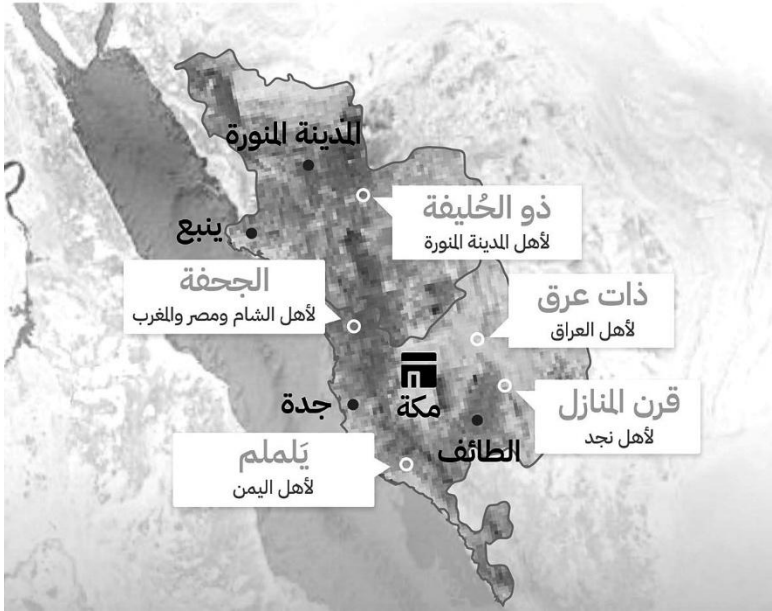 المدينة المنورة
ذو الحُليفة
لأهل المدينة المنورة
ينبع
الجحفة
لأهل الشام ومصر والمغرب
ذات عرق
لأهل العراق
مكة
قرن المنازل
لأهل نجد
جدة
الطائف
يَلملم
لأهل اليمن